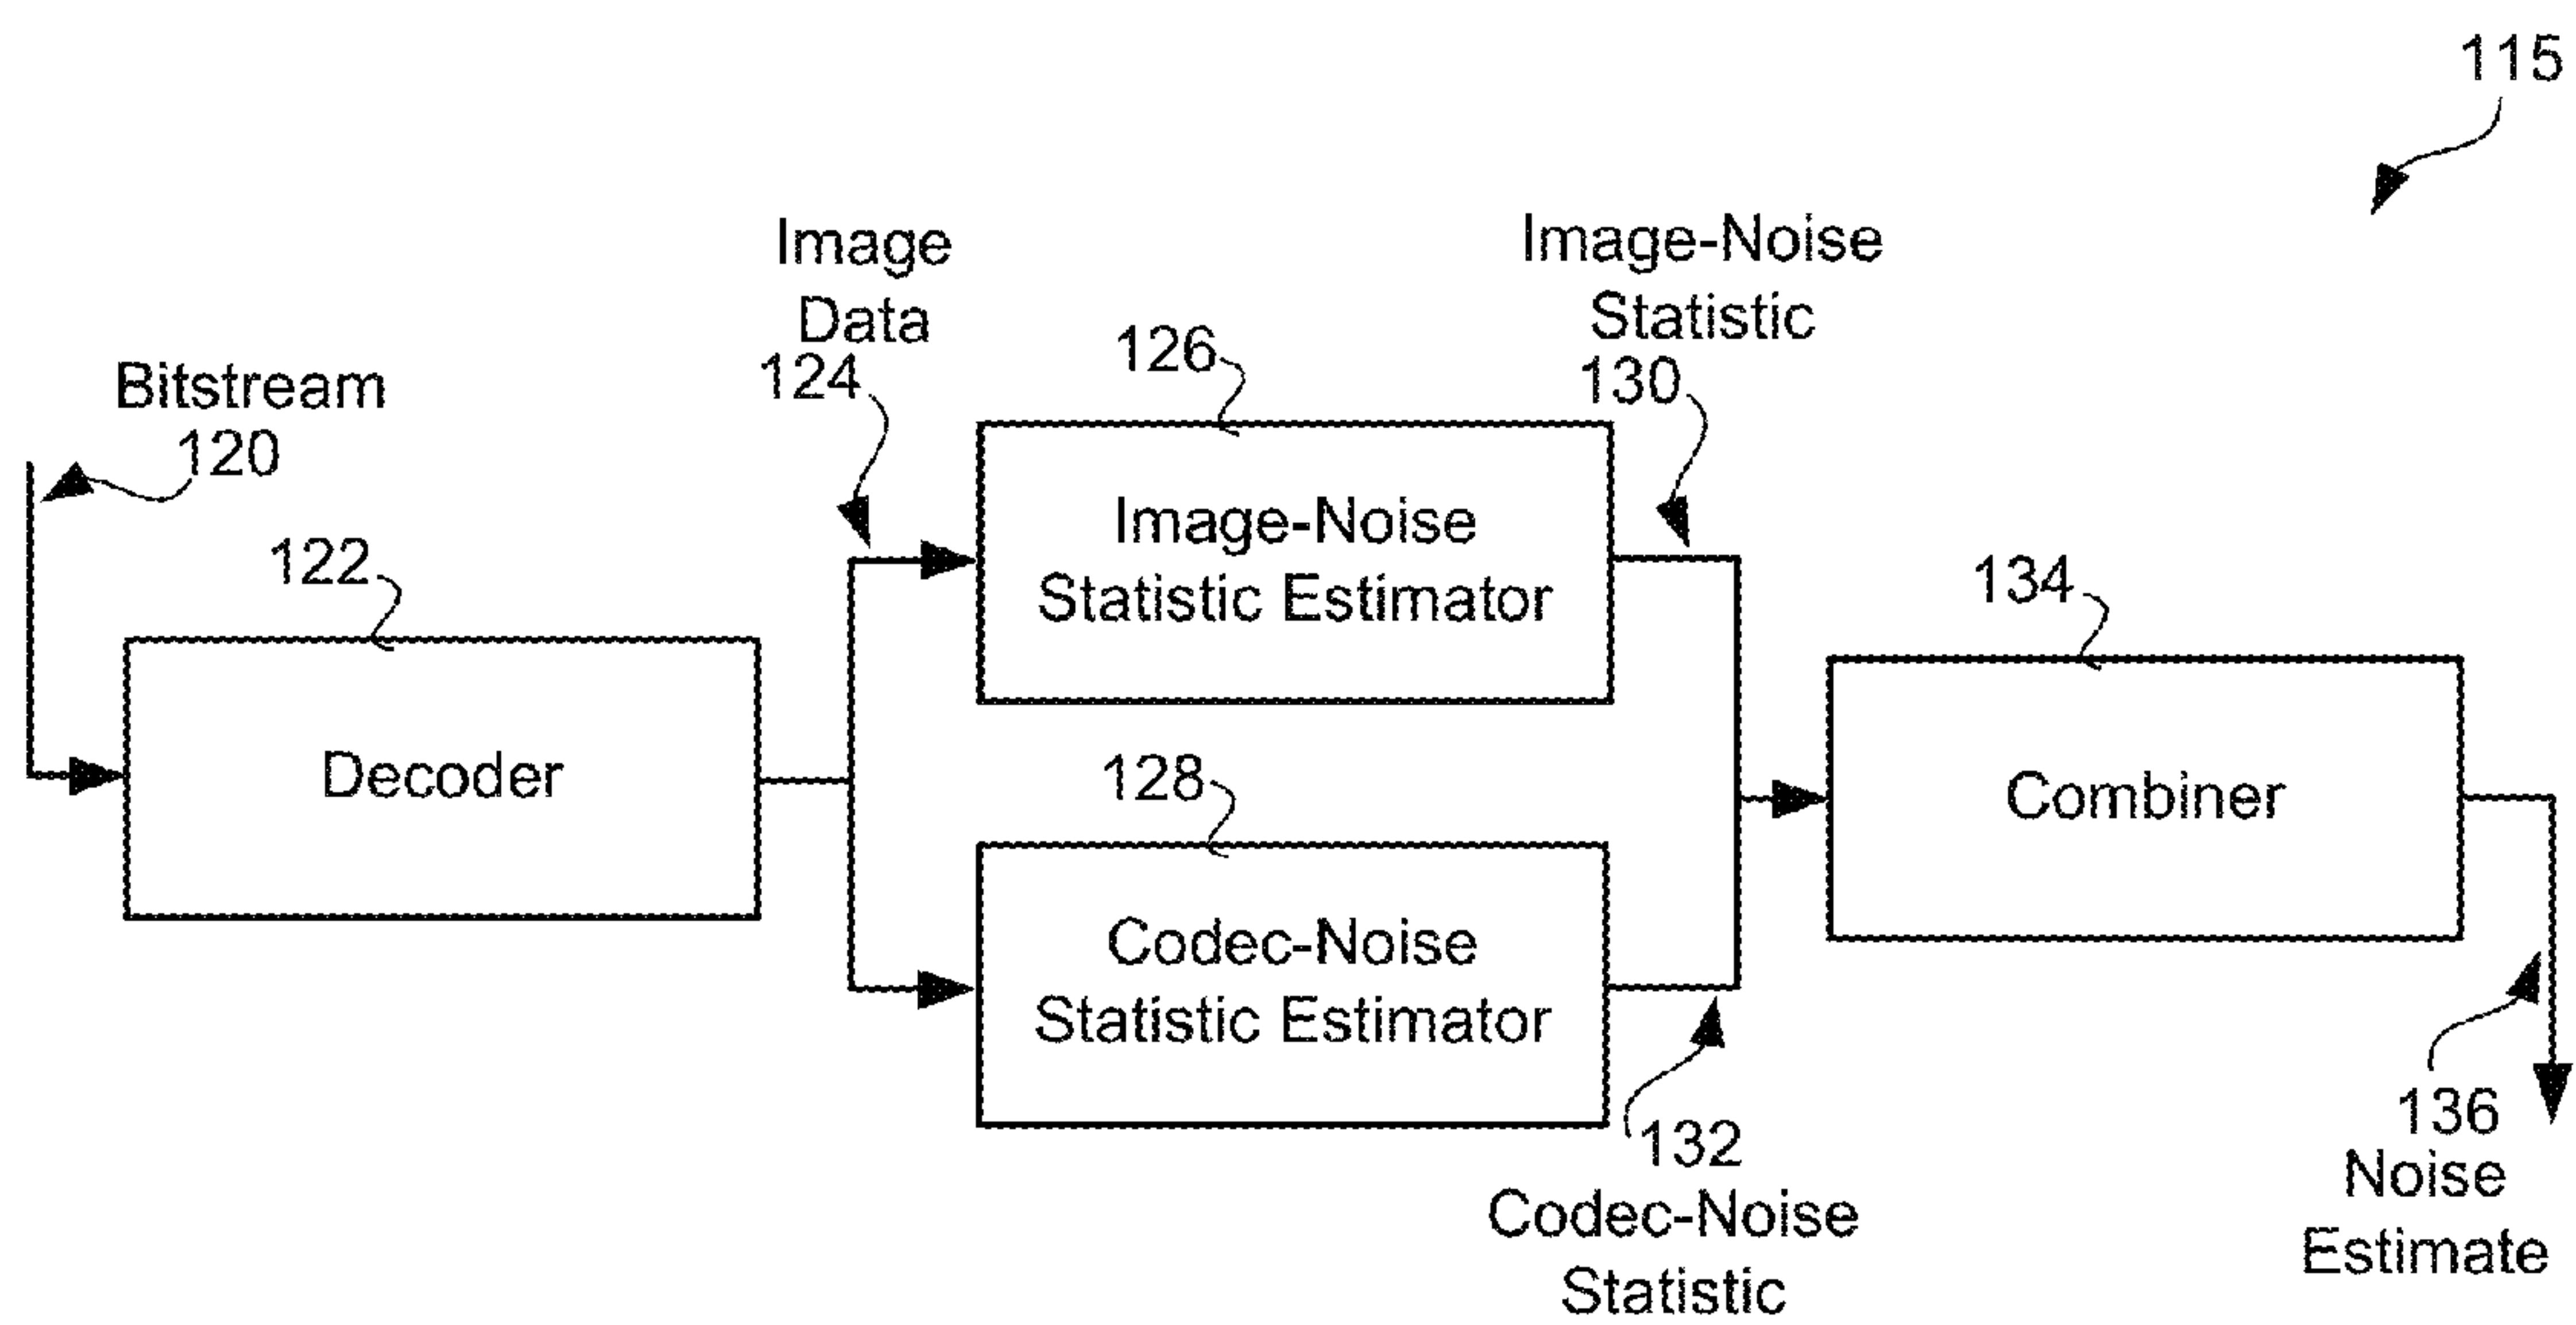 115
Image
Data
124
Image-Noise
Statistic
130
126
Bitstream
120
122
Image-Noise
Statistic Estimator
134
Decoder
128
Combiner
Codec-Noise
Statistic Estimator
132
Codec-Noise
Statistic
136
Noise
Estimate